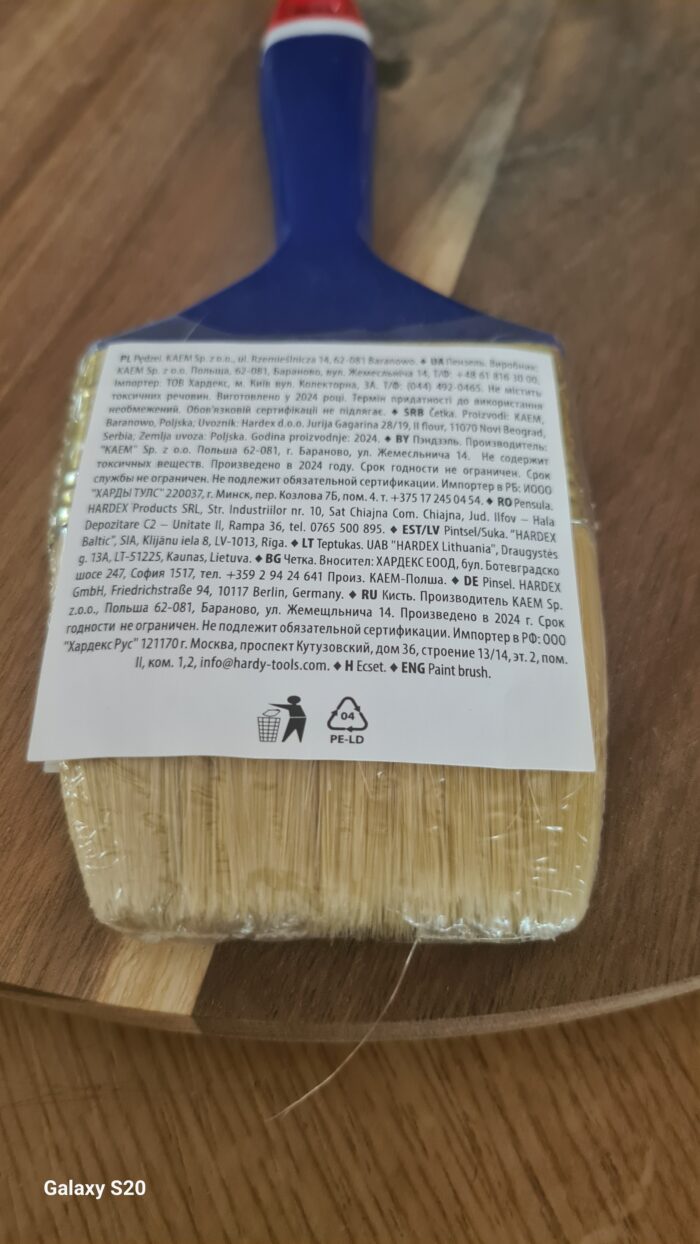 PL Pędzel. KAEM Sp. z o.o., ul. Rzemieślnicza 14, 62-081 Baranowo. ♦ UA Пензель. Виробник:
KAEM Sp. z o.o. Польша, 62-081, Бараново, вул. Жемесльніча 14, Т/Ф: +48 61 816 30 00.
Імпортер: ТОВ Хардекс, м. Київ вул. Колекторна, 3А. Т/Ф: (044) 492-0465. Не містить
токсичних речовин. Виготовлено у 2024 році. Термін придатності до використання
необмежений. Обов'язковій сертифікації не підлягає. ♦ SRB Četka. Proizvodi: KAEM,
Baranowo, Poljska; Uvoznik: Hardex d.o.o. Jurija Gagarina 28/19, II flour, 11070 Novi Beograd,
Serbia; Zemlja uvoza: Poljska. Godina proizvodnje: 2024. ♦ BY Пэндзэль. Производитель:
"KAEM" Sp. z o.o. Польша 62-081, г. Бараново, ул. Жемесльнича 14. Не содержит
токсичных веществ. Произведено в 2024 году. Срок годности не ограничен. Срок
службы не ограничен. Не подлежит обязательной сертификации. Импортер в РБ: ИООО
"ХАРДЫ ТУЛС" 220037, г. Минск, пер. Козлова 7Б, пом. 4. т. +375 17 245 04 54. ♦ RO Pensula.
HARDEX Products SRL, Str. Industriilor nr. 10, Sat Chiajna Com. Chiajna, Jud. Ilfov – Hala
Depozitare C2 – Unitate II, Rampa 36, tel. 0765 500 895. ♦ EST/LV Pintsel/Suka. "HARDEX
Baltic", SIA, Klijānu iela 8, LV-1013, Riga. ♦ LT Teptukas. UAB "HARDEX Lithuania", Draugystės
g. 13A, LT-51225, Kaunas, Lietuva. ♦ BG Четка. Вносител: ХАРДЕКС ЕООД, бул. Ботевградско
шосе 247, София 1517, тел. +359 2 94 24 641 Произ. КАЕМ-Полша. ♦ DE Pinsel. HARDEX
GmbH, Friedrichstraße 94, 10117 Berlin, Germany. ♦ RU Кисть. Производитель KAEM Sp.
z.o.o., Польша 62-081, Бараново, ул. Жемещльнича 14. Произведено в 2024 г. Срок
годности не ограничен. Не подлежит обязательной сертификации. Импортер в РФ: ООО
"Хардекс Рус" 121170 г. Москва, проспект Кутузовский, дом 36, строение 13/14, эт. 2, пом.
II, ком. 1,2, info@hardy-tools.com. ♦ H Ecset. ♦ ENG Paint brush.
04
PE-LD
Galaxy S20